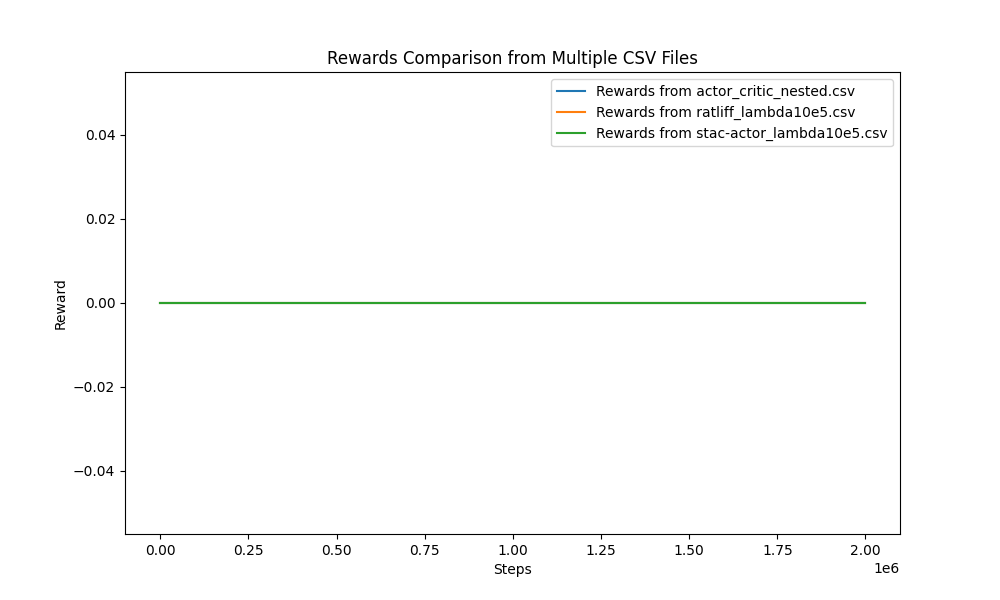 Rewards Comparison from Multiple CSV Files
Rewards from actor_critic_nested.csv
Rewards from ratliff_lambda10e5.csv
Rewards from stac-actor_lambda10e5.csv
0.04
0.02
0.00
−0.02
−0.04
Reward
0.00 0.25 0.50 0.75 1.00 1.25 1.50 1.75 2.00
1e6
Steps